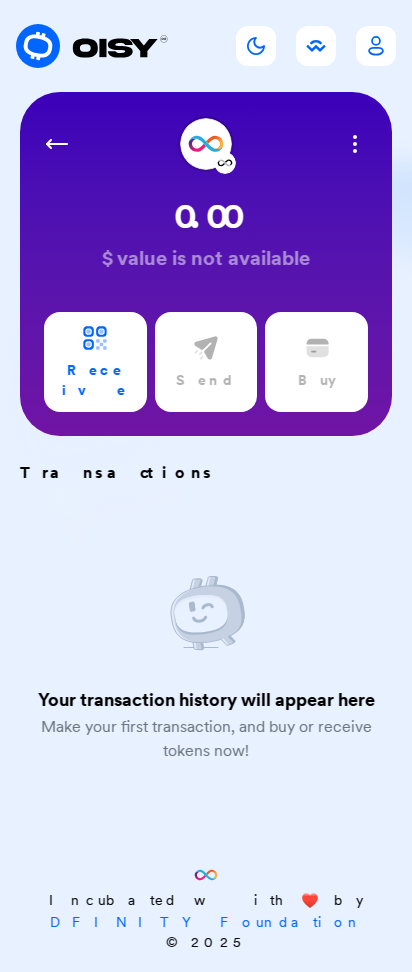 OISY
0.00
$ value is not available
Receive
Send
Buy
Transactions
Your transaction history will appear here
Make your first transaction, and buy or receive
tokens now!
Incubated with ❤️ by
DFINITY Foundation
© 2025